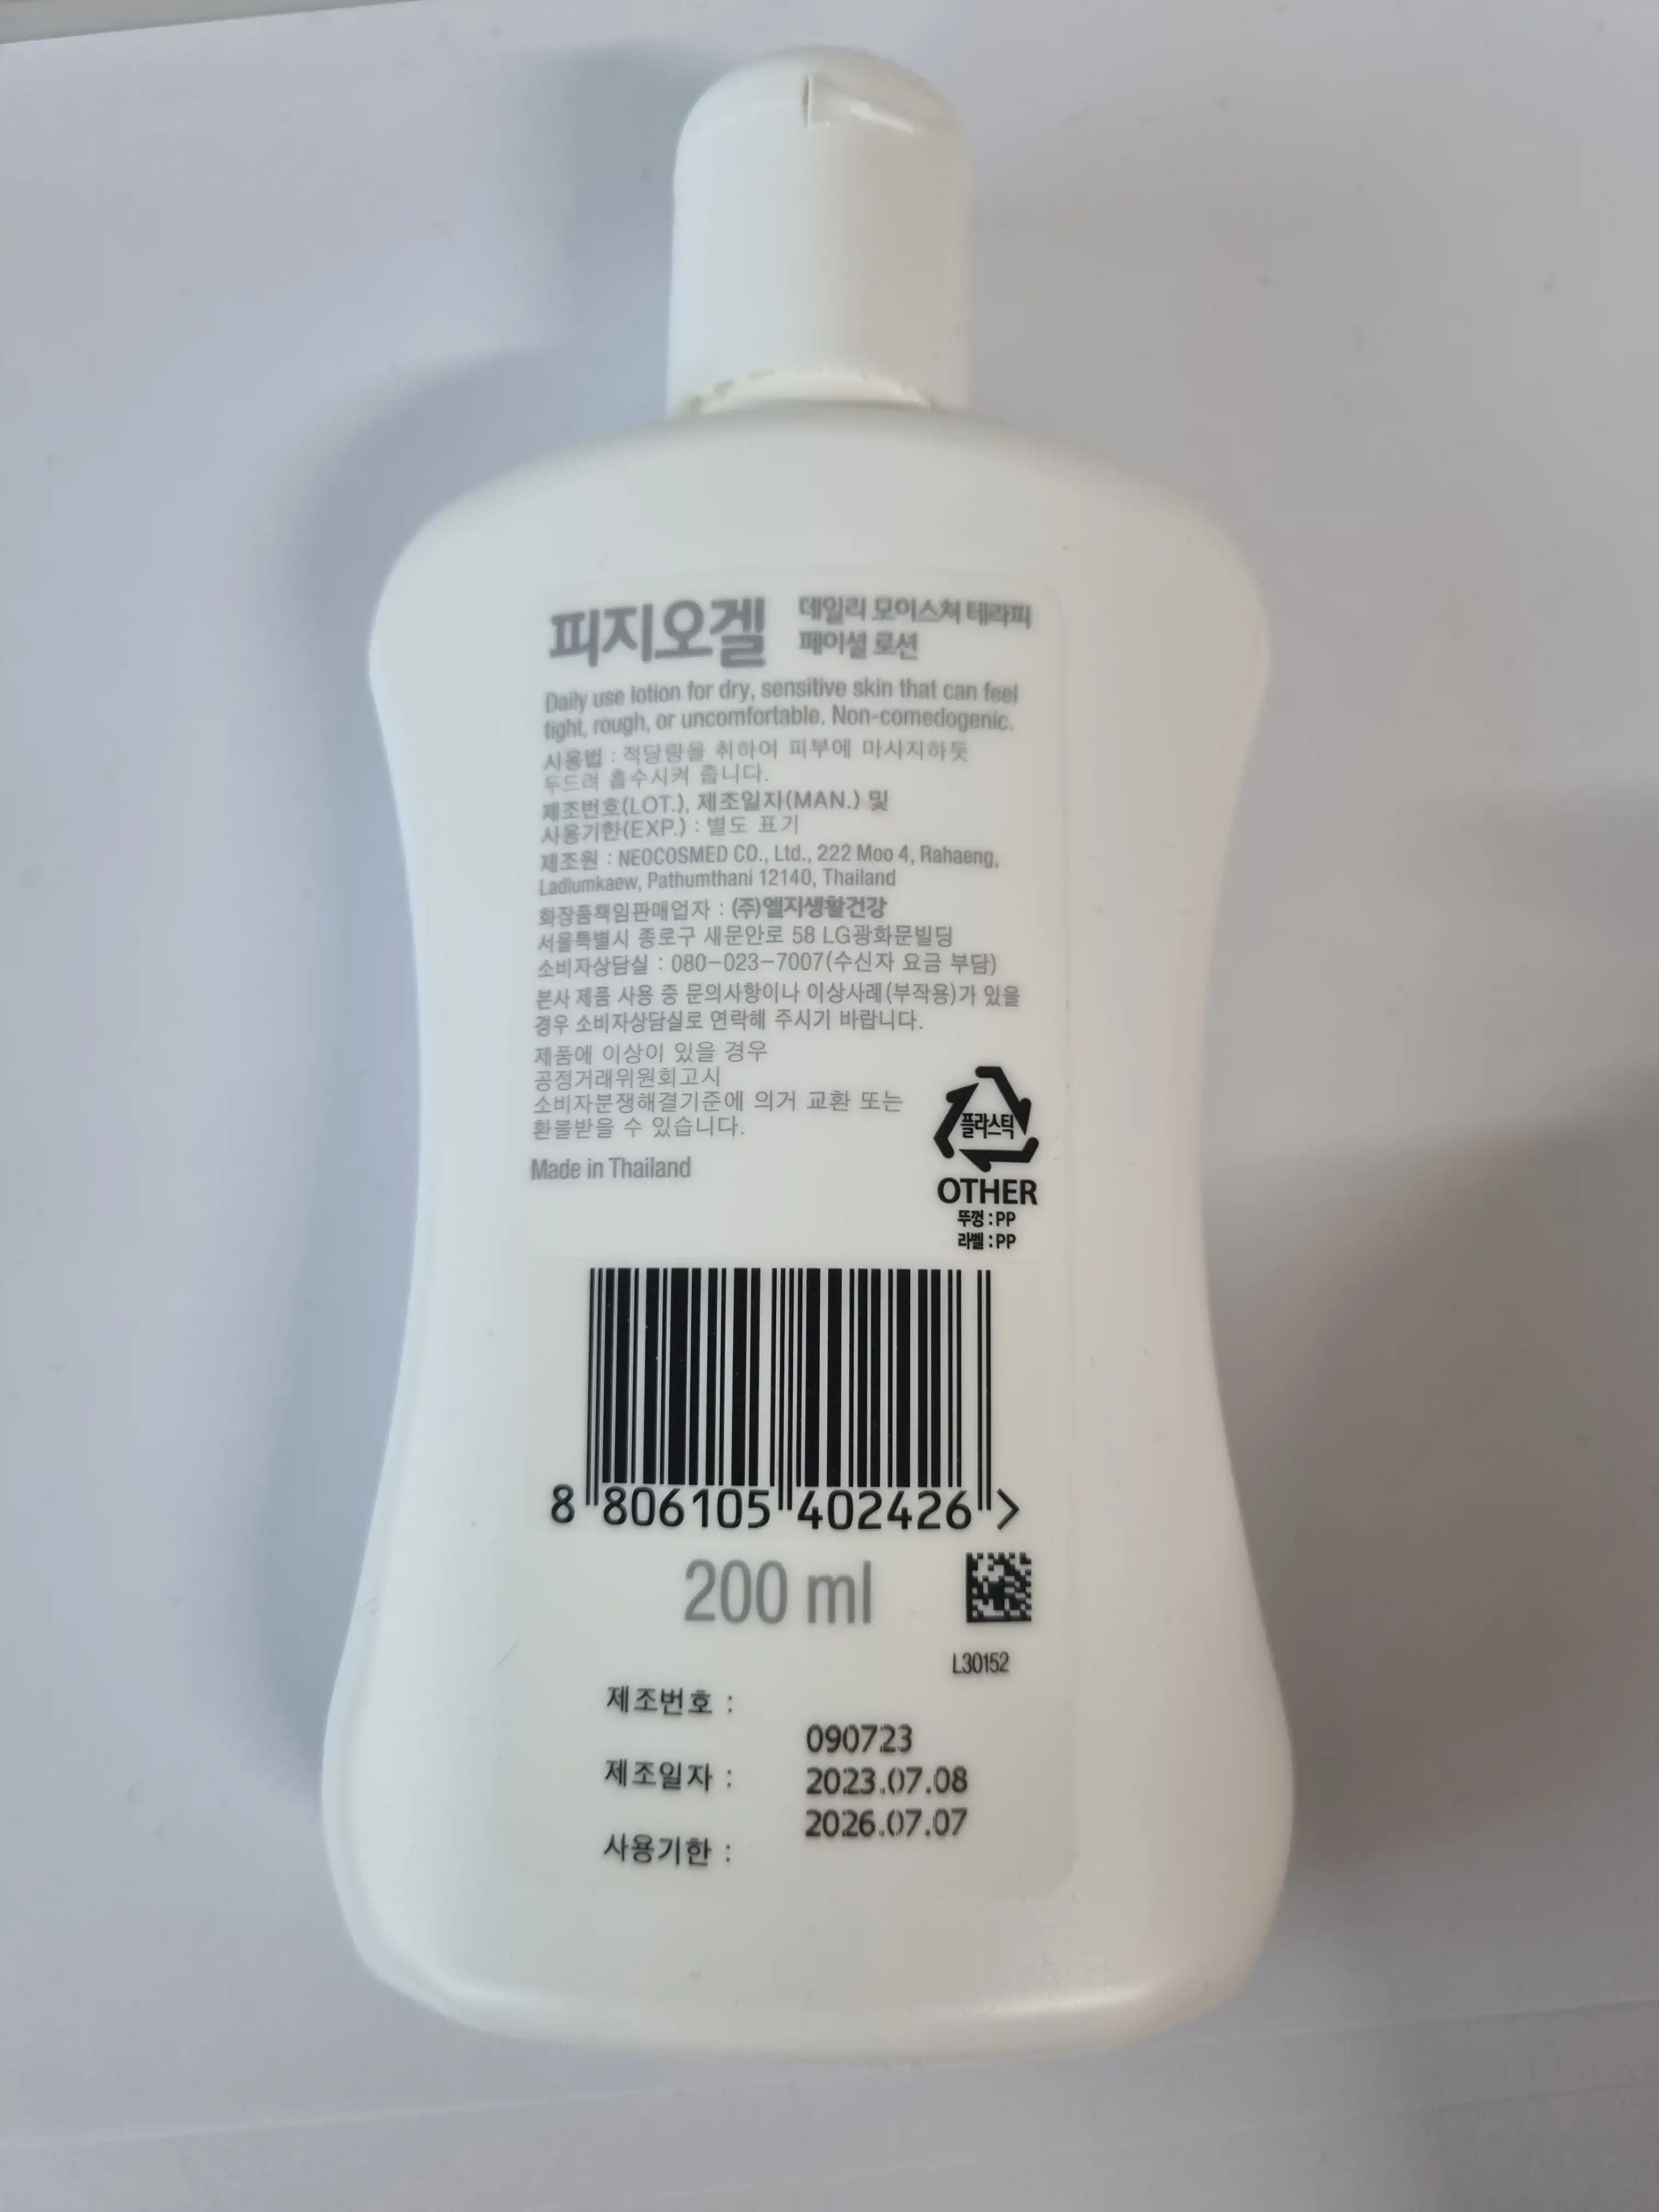 피지오겔 데일리 모이스쳐 테라피
페이셜 로션
Daily use lotion for dry, sensitive skin that can feel
tight, rough, or uncomfortable. Non-comedogenic.
사용법 : 적당량을 취하여 피부에 마사지하듯
두드려 흡수시켜 줍니다.
제조번호(LOT.), 제조일자(MAN.) 및
사용기한(EXP.) : 별도 표기
제조원 : NEOCOSMED CO., Ltd., 222 Moo 4, Rahaeng,
Ladlumkaew, Pathumthani 12140, Thailand
화장품책임판매업자 : (주)엘지생활건강
서울특별시 종로구 새문안로 58 LG광화문빌딩
소비자상담실 : 080-023-7007(수신자 요금 부담)
본사 제품 사용 중 문의사항이나 이상사례(부작용)가 있을
경우 소비자상담실로 연락해 주시기 바랍니다.
제품에 이상이 있을 경우
공정거래위원회고시
소비자분쟁해결기준에 의거 교환 또는
환불받을 수 있습니다.
Made in Thailand
플라스틱
OTHER
뚜껑 : PP
라벨 : PP
8 806105 402426 >
200 ml
L30152
제조번호 :
090723
제조일자 :
2023.07.08
2026.07.07
사용기한 :